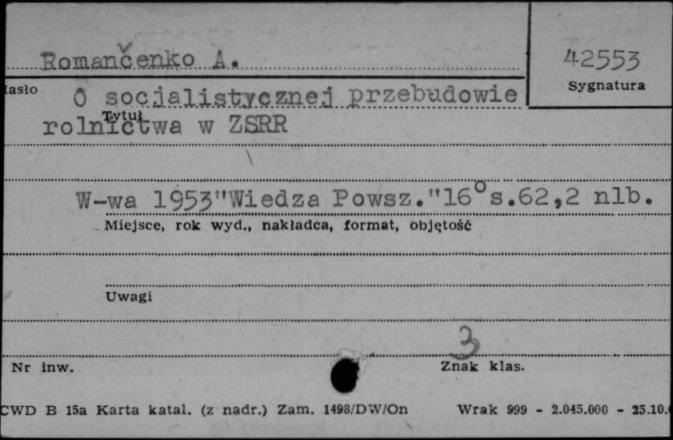 Romančenko A.
42553
Sygnatura
asło
O socjalistycznej przebudowie
Tytuł
rolnictwa w ZSRR
W-wa 1953"Wiedza Powsz."16° s.62,2 nlb.
Miejsce, rok wyd., nakładca, format, objętość
Uwagi
3
Nr inw.
Znak klas.
CWD B 15a Karta katal. (z nadr.) Zam. 1498/DW/On Wrak 999 - 2.045.000 - 25.10.